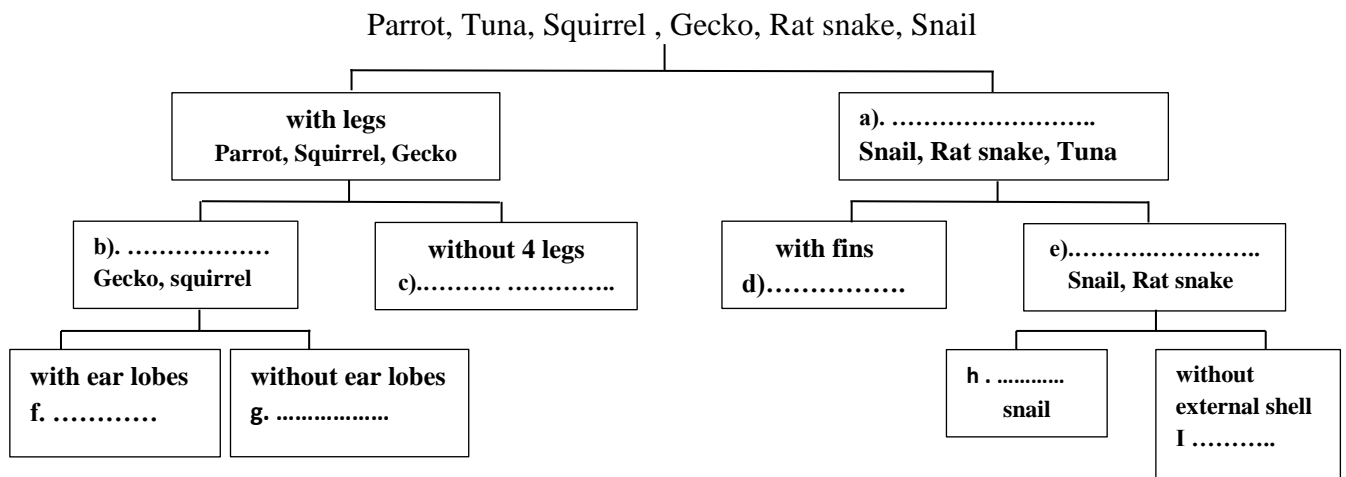 Parrot, Tuna, Squirrel , Gecko, Rat snake, Snail
with legs
Parrot, Squirrel, Gecko
a). ……………………..
Snail, Rat snake, Tuna
b). ………………
Gecko, squirrel
without 4 legs
c).………. …………..
with fins
d)…………….
e)………..…………..
Snail, Rat snake
with ear lobes
f. …………
without ear lobes
g. ………………
h . …………
snail
without
external shell
I ………..